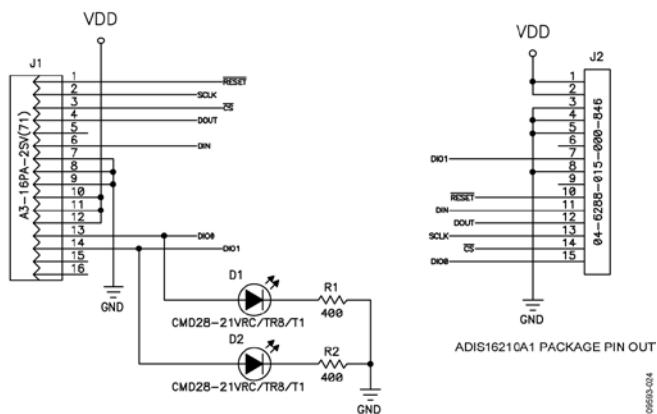 VDD
J1
A3-16PA-2SV(71)
1
2
3
4
5
6
7
8
9
10
11
12
13
14
15
16
RESET
SCLK
CS
DOUT
DIN
DIO0
DIO1
GND
D1
CMD28-21VRC/TR8/T1
R1
400
D2
CMD28-21VRC/TR8/T1
R2
400
GND
VDD
J2
04-6288-015-000-846
1
2
3
4
5
6
7
8
9
10
11
12
13
14
15
DIO1
RESET
DIN
DOUT
SCLK
CS
DIO0
GND
ADIS16210A1 PACKAGE PIN OUT
09593-024